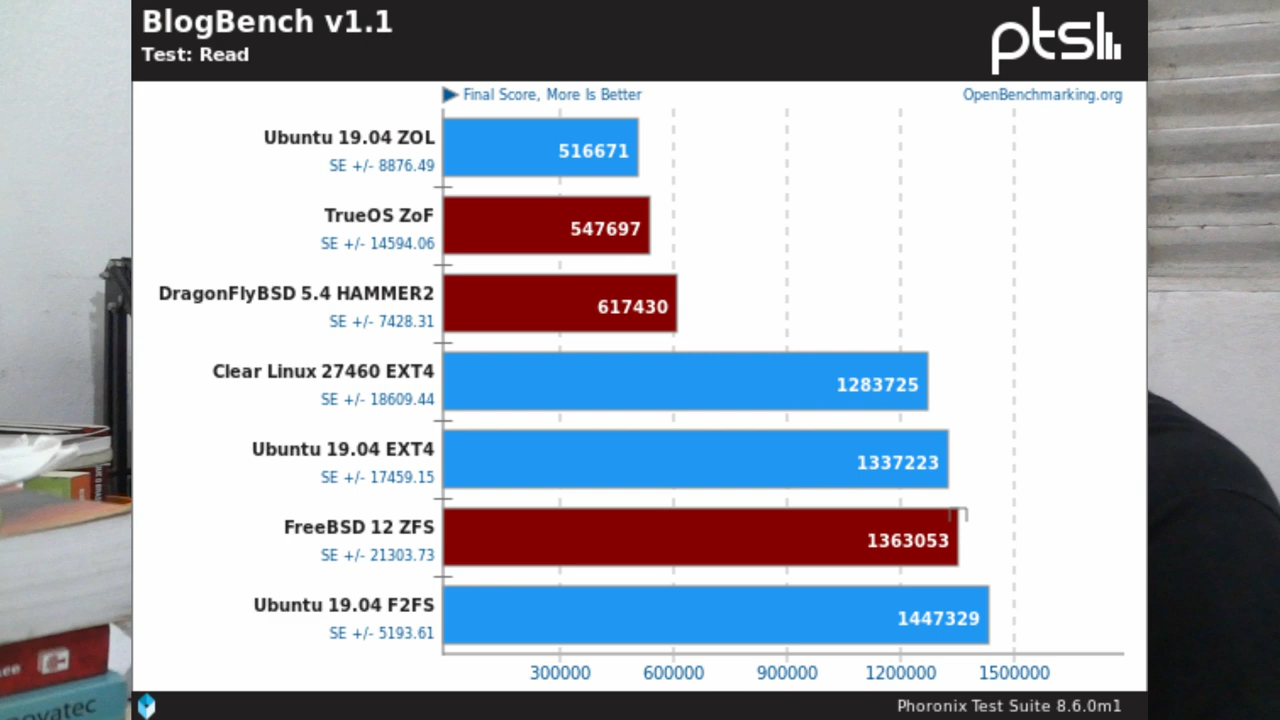 BlogBench v1.1
Test: Read
ptsl
Final Score, More Is Better
OpenBenchmarking.org
Ubuntu 19.04 ZOL
SE +/- 8876.49
516671
TrueOS ZoF
SE +/- 14594.06
547697
DragonFlyBSD 5.4 HAMMER2
SE +/- 7428.31
617430
Clear Linux 27460 EXT4
SE +/- 18609.44
1283725
Ubuntu 19.04 EXT4
SE +/- 17459.15
1337223
FreeBSD 12 ZFS
SE +/- 21303.73
1363053
Ubuntu 19.04 F2FS
SE +/- 5193.61
1447329
300000
600000
900000
1200000
1500000
Phoronix Test Suite 8.6.0m1
novatec